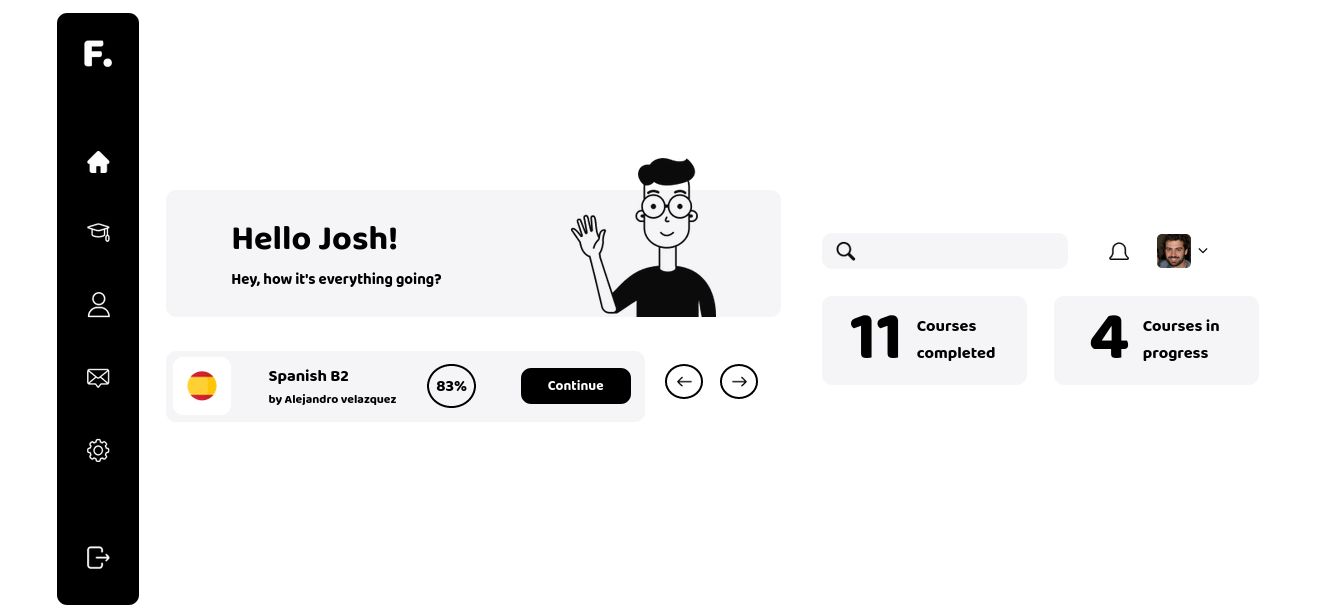 F.
Hello Josh!
Hey, how it's everything going?
Spanish B2
by Alejandro velazquez
83%
Continue
11
Courses
completed
4
Courses in
progress